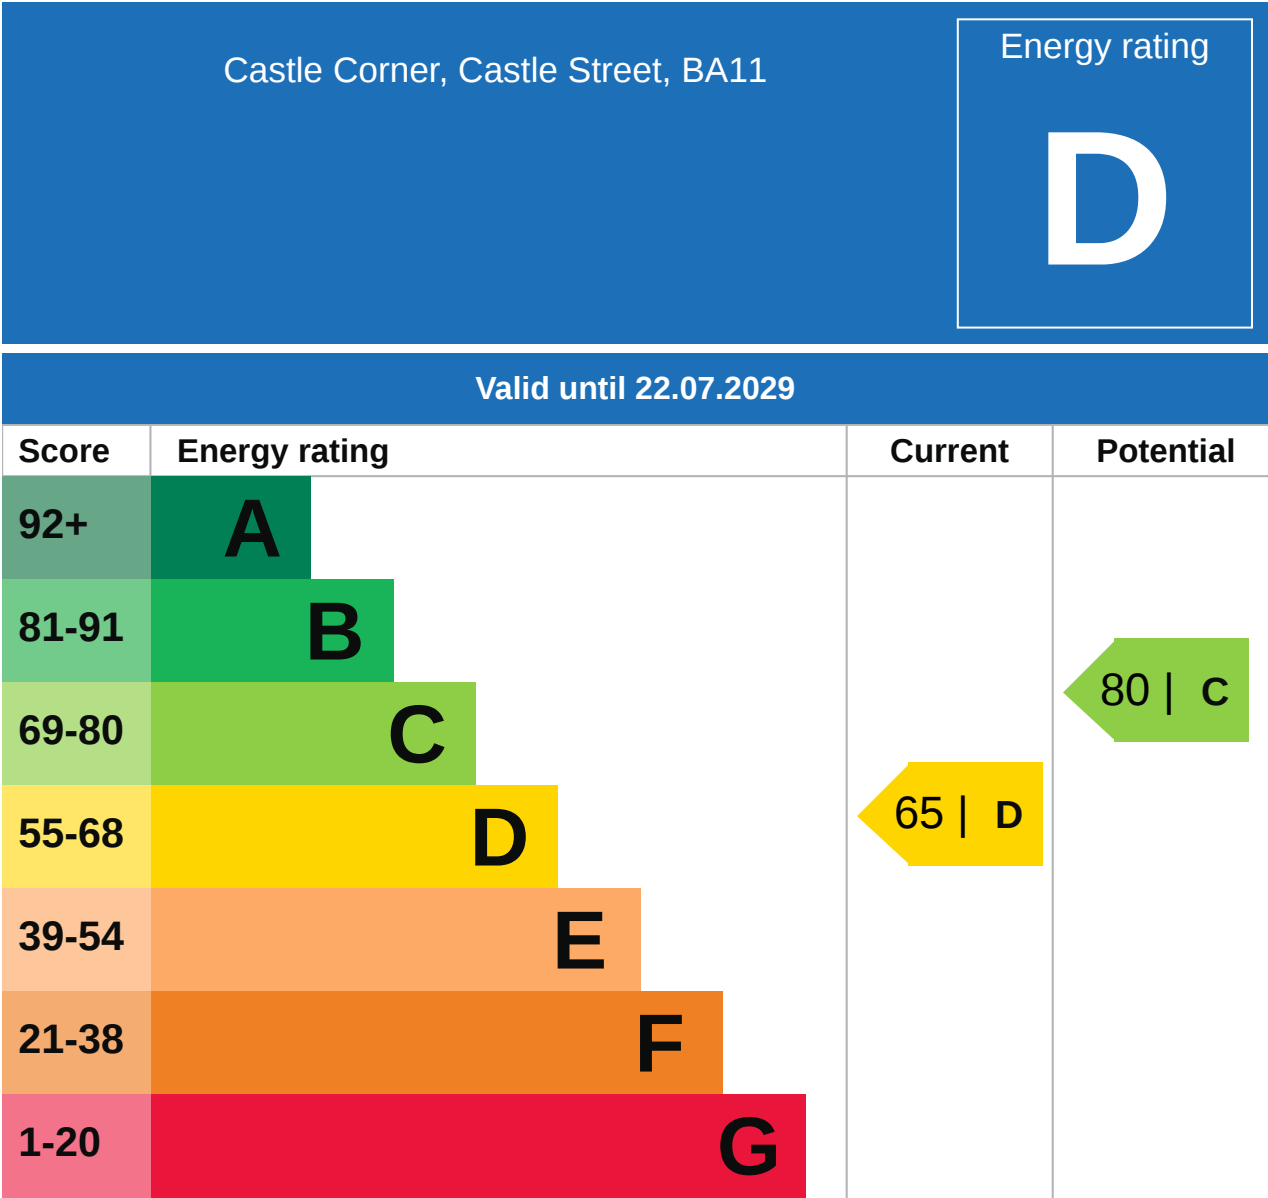 Castle Corner, Castle Street, BA11
Energy rating
D
Valid until 22.07.2029
Score Energy rating Current Potential
92+ A
81-91 B
69-80 C
80 | C
55-68 D
65 | D
39-54 E
21-38 F
1-20 G